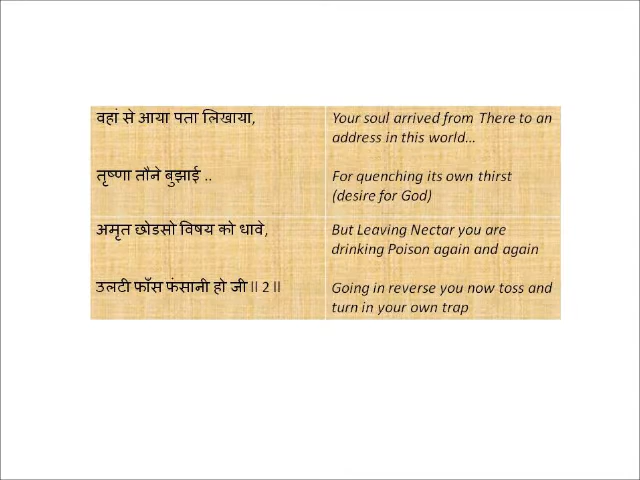 वहां से आया पता लिखाया,
Your soul arrived from There to an
address in this world...
तृष्णा तौने बुझाई ..
For quenching its own thirst
(desire for God)
अमृत छोडसो विषय को धावे,
But Leaving Nectar you are
drinking Poison again and again
उलटी फाँस फंसानी हो जी || 2 ||
Going in reverse you now toss and
turn in your own trap